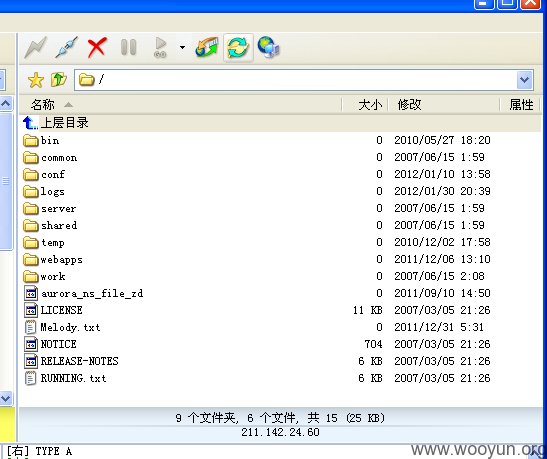 GO
/
名称 大小 修改 属性
上层目录
bin 0 2010/05/27 18:20
common 0 2007/06/15 1:59
conf 0 2012/01/10 13:58
logs 0 2012/01/30 20:39
server 0 2007/06/15 1:59
shared 0 2007/06/15 1:59
temp 0 2010/12/02 17:58
webapps 0 2011/12/06 13:10
work 0 2007/06/15 2:08
aurora_ns_file_zd 0 2011/09/10 14:50
LICENSE 11 KB 2007/03/05 21:26
Melody.txt 0 2011/12/31 5:31
NOTICE 704 2007/03/05 21:26
RELEASE-NOTES 6 KB 2007/03/05 21:26
RUNNING.txt 6 KB 2007/03/05 21:26
9 个文件夹, 6 个文件, 共 15 (25 KB)
211.142.24.60
[右] TYPE A
www.wooyun.org